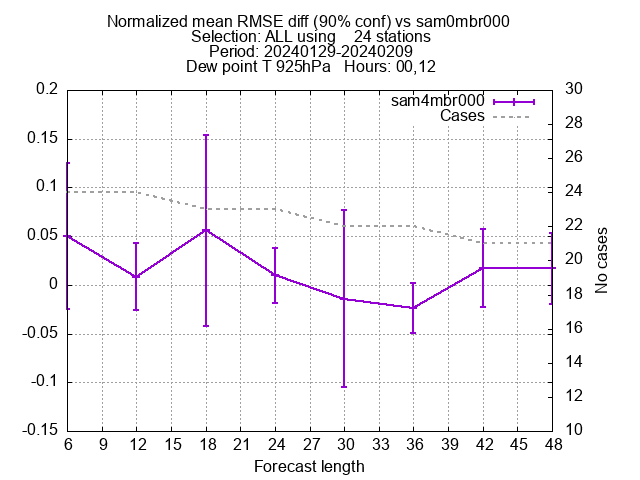 Normalized mean RMSE diff (90% conf) vs sam0mbr000
Selection: ALL using    24 stations
Period: 20240129-20240209
Dew point T 925hPa   Hours: 00,12
sam4mbr000
Cases
0.2
0.15
0.1
0.05
0
-0.05
-0.1
-0.15
30
28
26
24
22
20
18
16
14
12
10
No cases
6 9 12 15 18 21 24 27 30 33 36 39 42 45 48
Forecast length